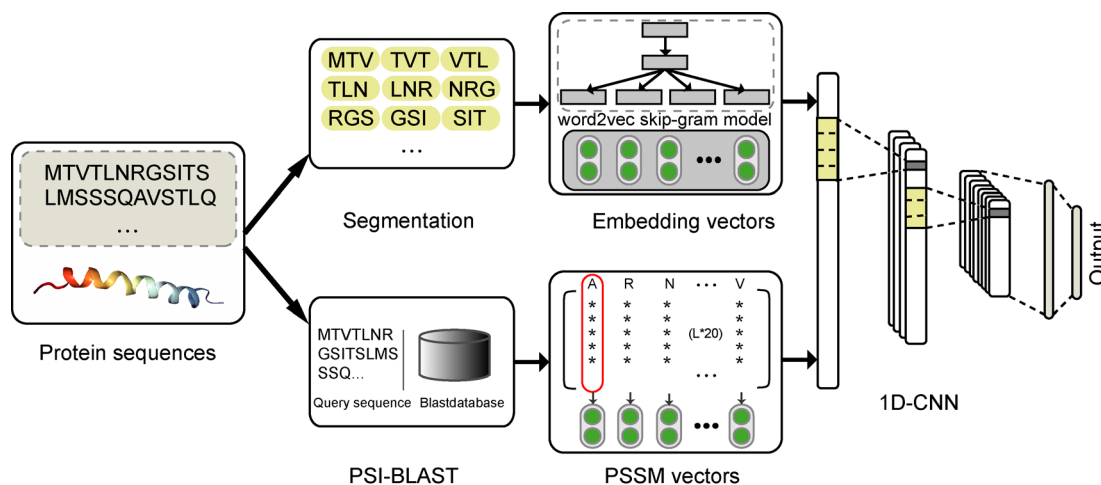 MTVTLNRGSITS
LMSSSQAVSTLQ
...
Protein sequences
MTV TVT VTL
TLN LNR NRG
RGS GSI SIT
...
Segmentation
word2vec skip-gram model
...
Embedding vectors
MTVTLNR
GSITSLMS
SSQ...
Query sequence Blastdatabase
PSI-BLAST
A R N ... V
* * * *
* * * *
* * * (L*20) *
* * * *
* * * *
...
...
PSSM vectors
1D-CNN
Output